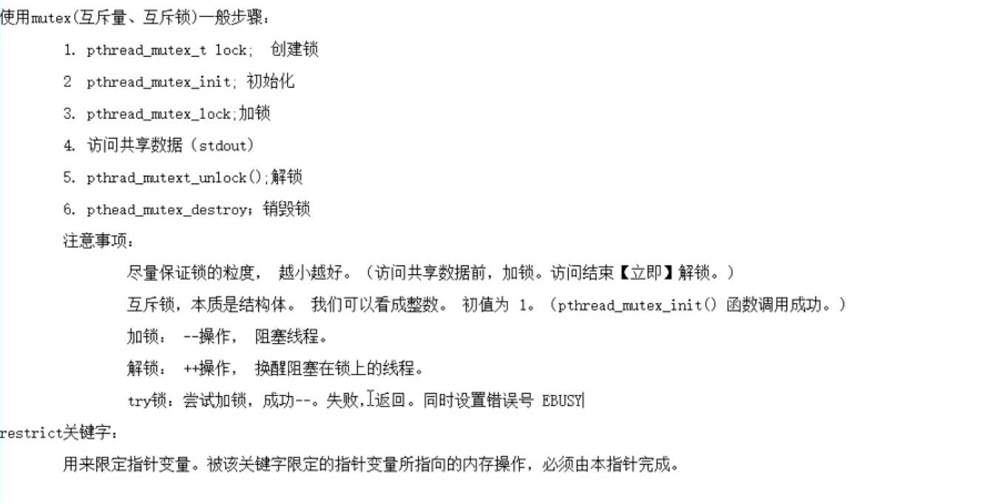 使用mutex(互斥量、互斥锁)一般步骤：
1. pthread_mutex_t lock; 创建锁
2 pthread_mutex_init; 初始化
3. pthread_mutex_lock;加锁
4. 访问共享数据（stdout）
5. pthrad_mutext_unlock();解锁
6. pthead_mutex_destroy；销毁锁
注意事项：
尽量保证锁的粒度， 越小越好。（访问共享数据前，加锁。访问结束【立即】解锁。）
互斥锁，本质是结构体。 我们可以看成整数。 初值为 1。（pthread_mutex_init() 函数调用成功。）
加锁： --操作， 阻塞线程。
解锁： ++操作， 换醒阻塞在锁上的线程。
try锁：尝试加锁，成功--。失败，返回。同时设置错误号 EBUSY
restrict关键字：
用来限定指针变量。被该关键字限定的指针变量所指向的内存操作，必须由本指针完成。